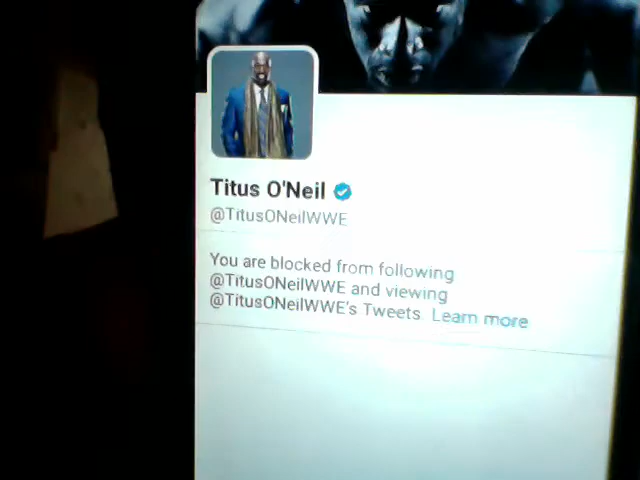 Titus O'Neil
@TitusONeilWWE
You are blocked from following
@TitusONeilWWE and viewing
@TitusONeilWWE's Tweets. Learn more